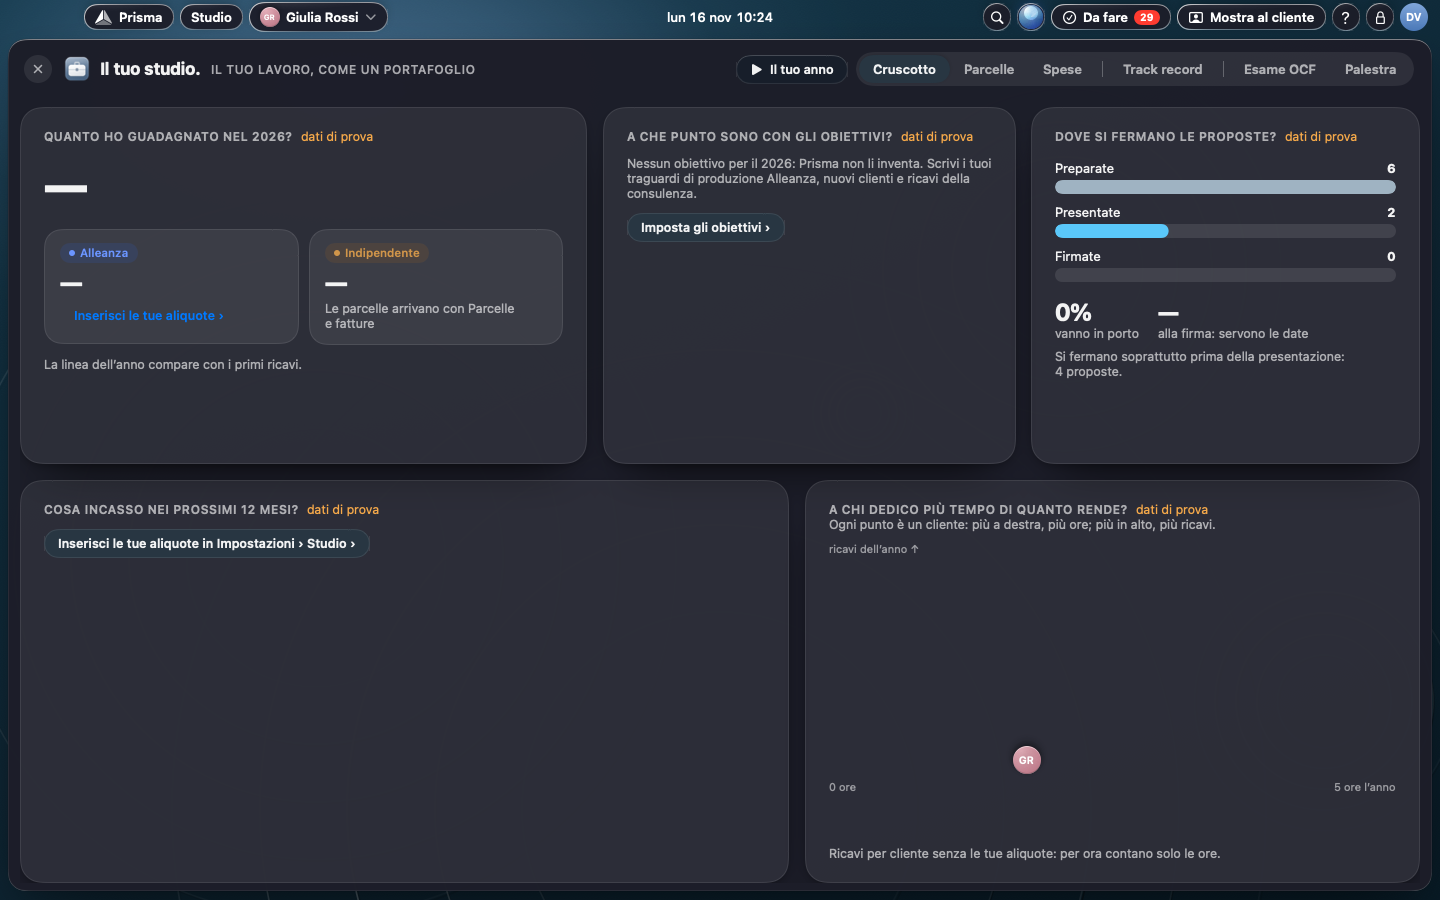 Prisma
Studio
GR Giulia Rossi
lun 16 nov 10:24
Da fare 29
Mostra al cliente
?
DV
Il tuo studio. IL TUO LAVORO, COME UN PORTAFOGLIO
Il tuo anno
Cruscotto
Parcelle
Spese
Track record
Esame OCF
Palestra
QUANTO HO GUADAGNATO NEL 2026? dati di prova
—
Alleanza
—
Inserisci le tue aliquote ›
Indipendente
—
Le parcelle arrivano con Parcelle
e fatture
La linea dell’anno compare con i primi ricavi.
A CHE PUNTO SONO CON GLI OBIETTIVI? dati di prova
Nessun obiettivo per il 2026: Prisma non li inventa. Scrivi i tuoi
traguardi di produzione Alleanza, nuovi clienti e ricavi della
consulenza.
Imposta gli obiettivi ›
DOVE SI FERMANO LE PROPOSTE? dati di prova
Preparate 6
Presentate 2
Firmate 0
0% —
vanno in porto alla firma: servono le date
Si fermano soprattutto prima della presentazione:
4 proposte.
COSA INCASSO NEI PROSSIMI 12 MESI? dati di prova
Inserisci le tue aliquote in Impostazioni › Studio ›
A CHI DEDICO PIÙ TEMPO DI QUANTO RENDE? dati di prova
Ogni punto è un cliente: più a destra, più ore; più in alto, più ricavi.
ricavi dell’anno ↑
GR
0 ore 5 ore l’anno
Ricavi per cliente senza le tue aliquote: per ora contano solo le ore.